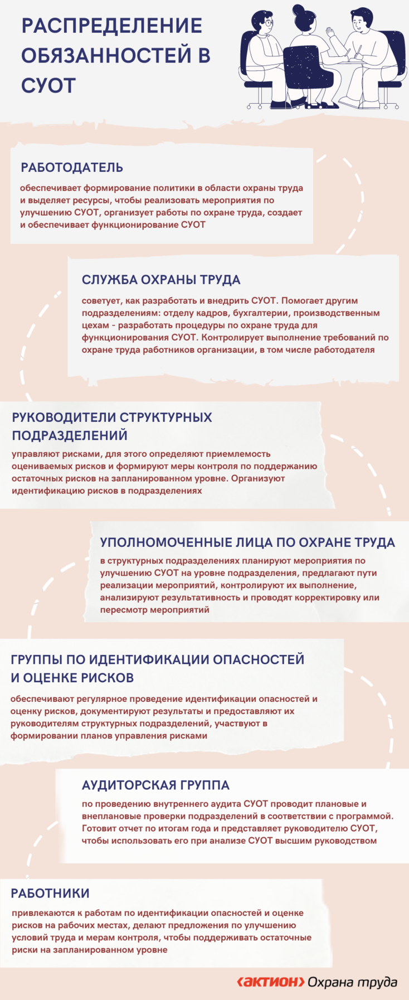 РАСПРЕДЕЛЕНИЕ
ОБЯЗАННОСТЕЙ В
СУОТ
РАБОТОДАТЕЛЬ
обеспечивает формирование политики в области охраны труда
и выделяет ресурсы, чтобы реализовать мероприятия по
улучшению СУОТ, организует работы по охране труда, создает
и обеспечивает функционирование СУОТ
СЛУЖБА ОХРАНЫ ТРУДА
советует, как разработать и внедрить СУОТ. Помогает другим
подразделениям: отделу кадров, бухгалтерии, производственным
цехам - разработать процедуры по охране труда для
функционирования СУОТ. Контролирует выполнение требований по
охране труда работников организации, в том числе работодателя
РУКОВОДИТЕЛИ СТРУКТУРНЫХ
ПОДРАЗДЕЛЕНИЙ
управляют рисками, для этого определяют приемлемость
оцениваемых рисков и формируют меры контроля по поддержанию
остаточных рисков на запланированном уровне. Организуют
идентификацию рисков в подразделениях
УПОЛНОМОЧЕННЫЕ ЛИЦА ПО ОХРАНЕ ТРУДА
в структурных подразделениях планируют мероприятия по
улучшению СУОТ на уровне подразделения, предлагают пути
реализации мероприятий, контролируют их выполнение,
анализируют результативность и проводят корректировку или
пересмотр мероприятий
ГРУППЫ ПО ИДЕНТИФИКАЦИИ ОПАСНОСТЕЙ
И ОЦЕНКЕ РИСКОВ
обеспечивают регулярное проведение идентификации опасностей и
оценку рисков, документируют результаты и предоставляют их
руководителям структурных подразделений, участвуют в
формировании планов управления рисками
АУДИТОРСКАЯ ГРУППА
по проведению внутреннего аудита СУОТ проводит плановые и
внеплановые проверки подразделений в соответствии с программой.
Готовит отчет по итогам года и представляет руководителю СУОТ,
чтобы использовать его при анализе СУОТ высшим руководством
РАБОТНИКИ
привлекаются к работам по идентификации опасностей и оценке
рисков на рабочих местах, делают предложения по улучшению
условий труда и мерам контроля, чтобы поддерживать остаточные
риски на запланированном уровне
‹актион› Охрана труда